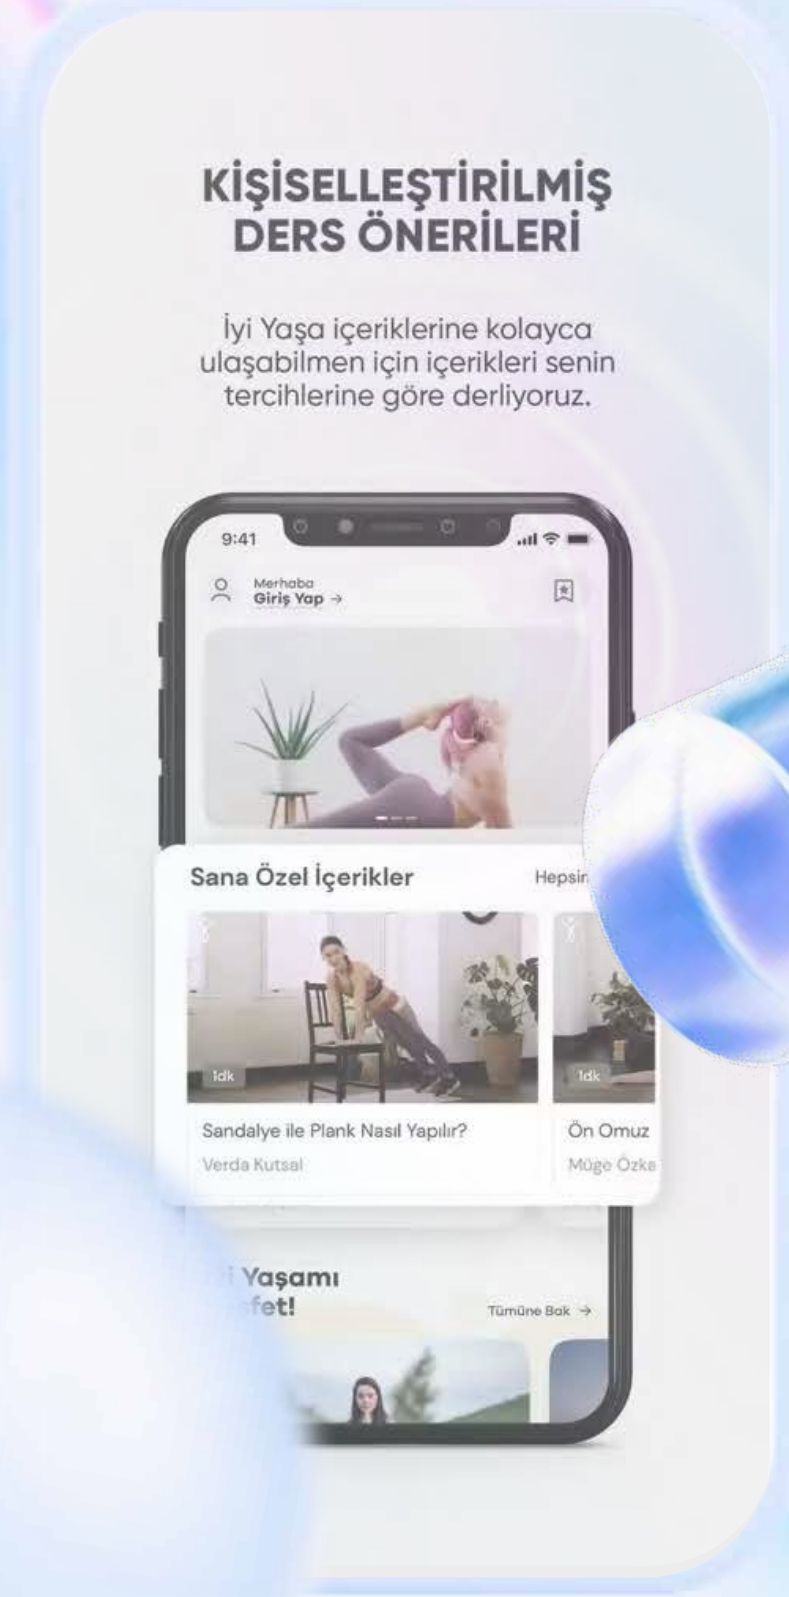 KİŞİSELLEŞTİRİLMİŞ
DERS ÖNERİLERİ
İyi Yaşa içeriklerine kolayca
ulaşabilmen için içerikleri senin
tercihlerine göre derliyoruz.
9:41
Merhaba
Giriş Yap →
Sana Özel İçerikler
1dk
1dk
Sandalye ile Plank Nasıl Yapılır?
Ön Omuz
Verda Kutsal
Müge
Yaşamı
Tümüne Bak →